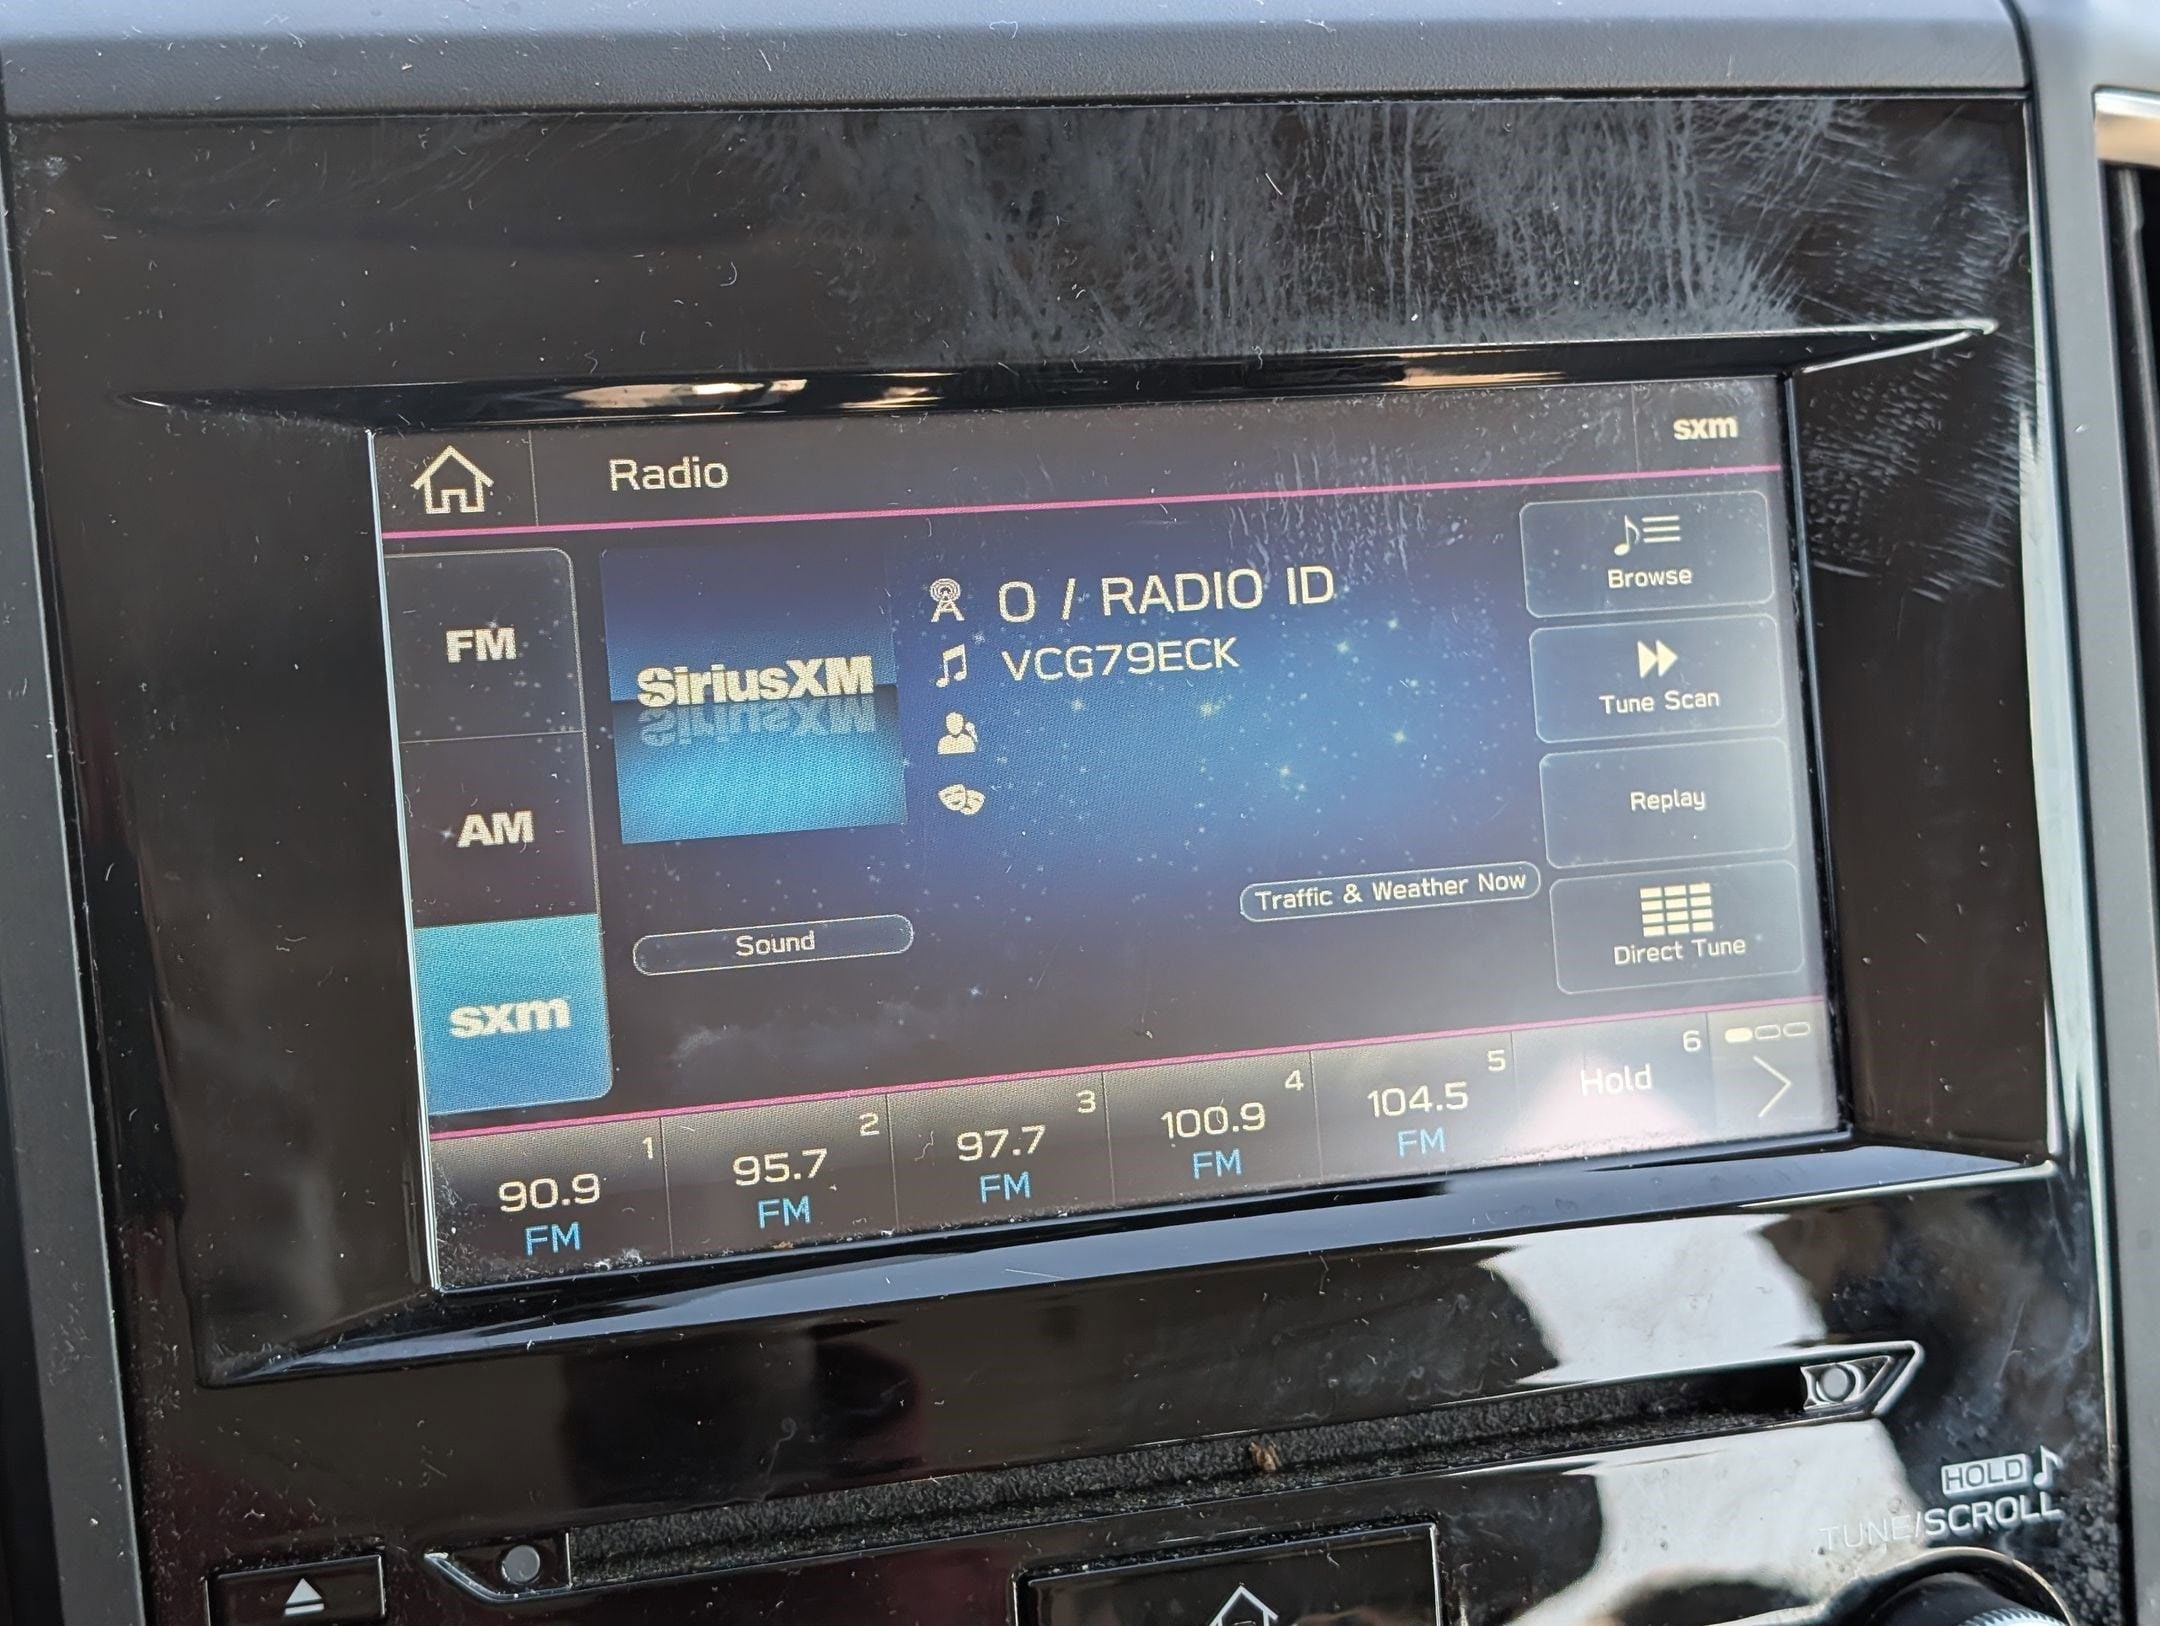 Radio
sxm
FM
AM
sxm
SiriusXM
0 / RADIO ID
VCG79ECK
Browse
Tune Scan
Replay
Direct Tune
Traffic & Weather Now
Sound
1
90.9
FM
2
95.7
FM
3
97.7
FM
4
100.9
FM
5
104.5
FM
6
Hold
HOLD
TUNE/SCROLL